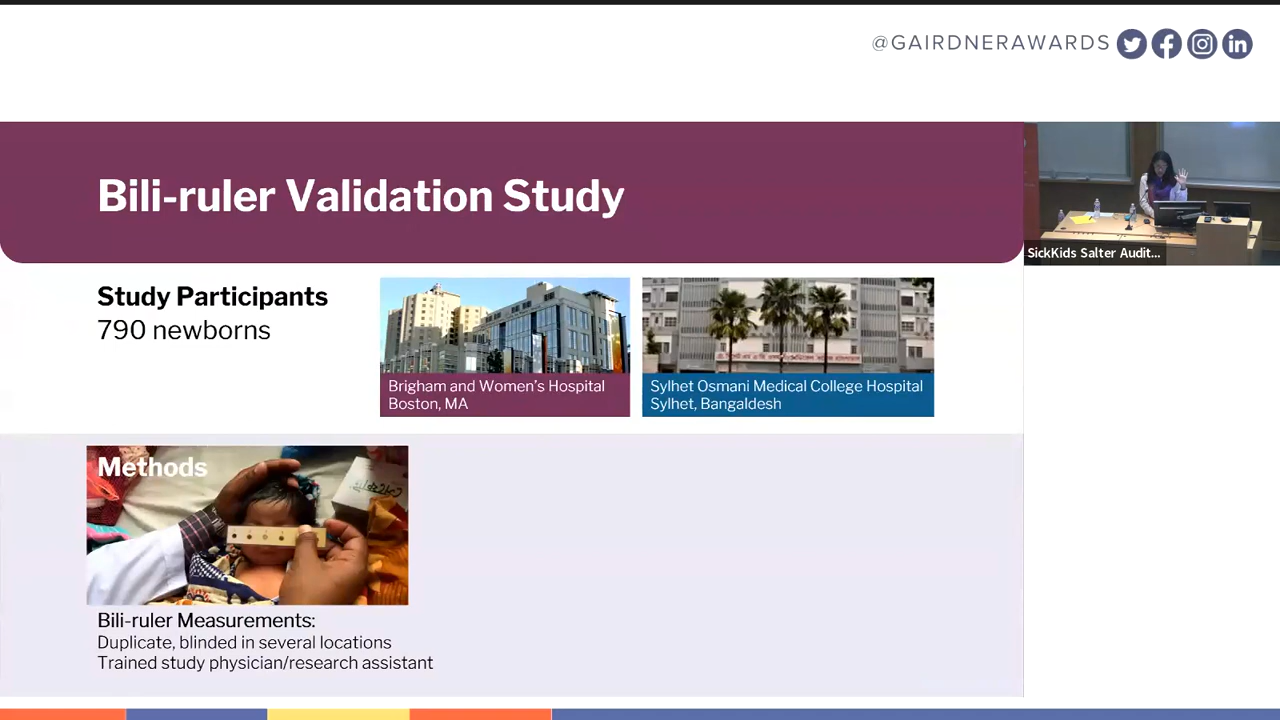 @GAIRDNERAWARDS
Bili-ruler Validation Study
SickKids Salter Audit...
Study Participants
790 newborns
Brigham and Women's Hospital
Boston, MA
Sylhet Osmani Medical College Hospital
Sylhet, Bangaldesh
Methods
Bili-ruler Measurements:
Duplicate, blinded in several locations
Trained study physician/research assistant